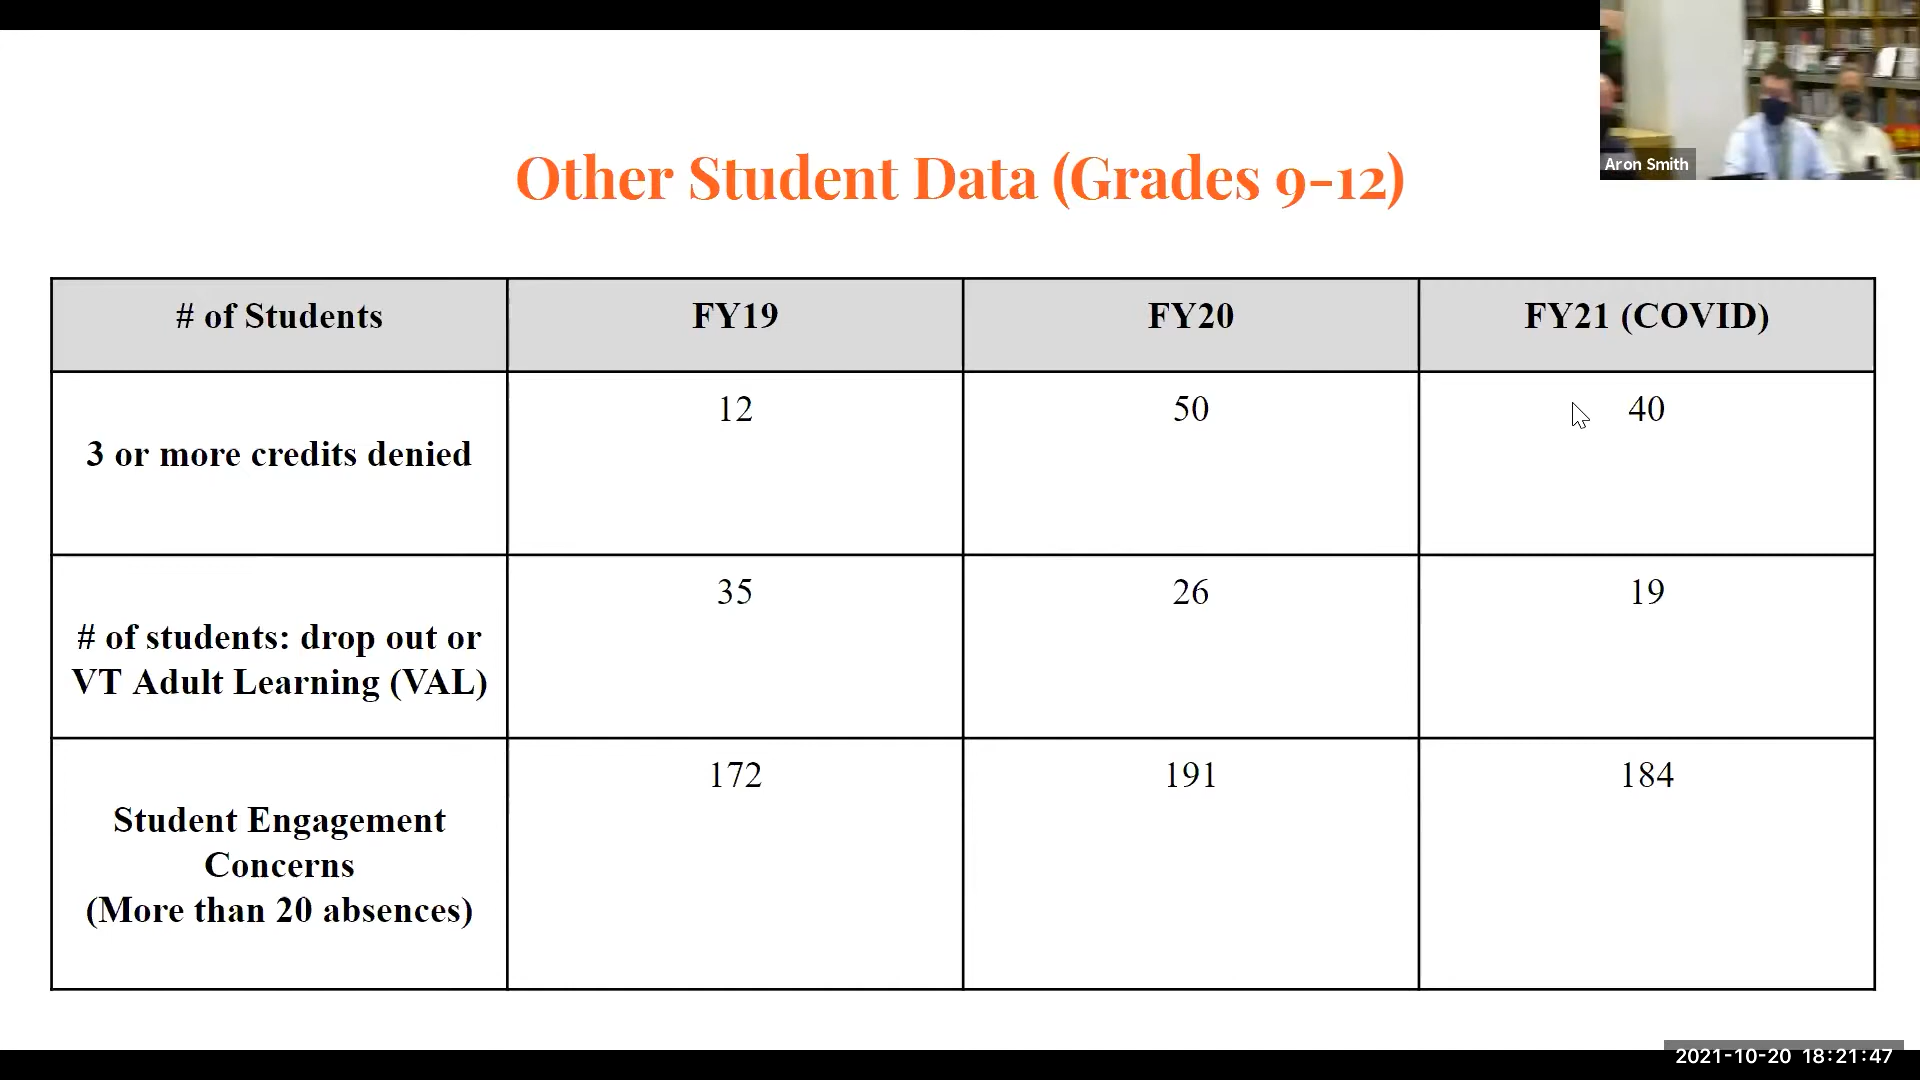 Aron Smith
Other Student Data (Grades 9-12)
# of Students
FY19
FY20
FY21 (COVID)
3 or more credits denied
12
50
40
# of students: drop out or
VT Adult Learning (VAL)
35
26
19
Student Engagement
Concerns
(More than 20 absences)
172
191
184
2021-10-20 18:21:47